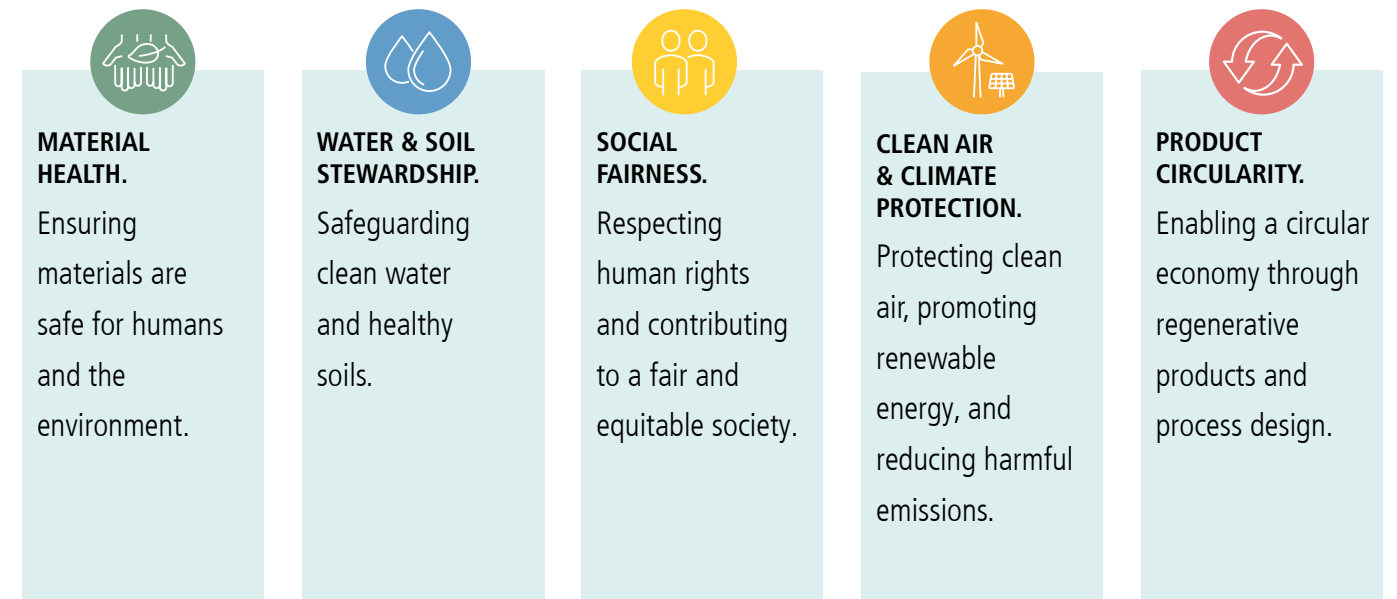 MATERIAL
HEALTH.
Ensuring
materials are
safe for humans
and the
environment.
WATER & SOIL
STEWARDSHIP.
Safeguarding
clean water
and healthy
soils.
SOCIAL
FAIRNESS.
Respecting
human rights
and contributing
to a fair and
equitable society.
CLEAN AIR
& CLIMATE
PROTECTION.
Protecting clean
air, promoting
renewable
energy, and
reducing harmful
emissions.
PRODUCT
CIRCULARITY.
Enabling a circular
economy through
regenerative
products and
process design.